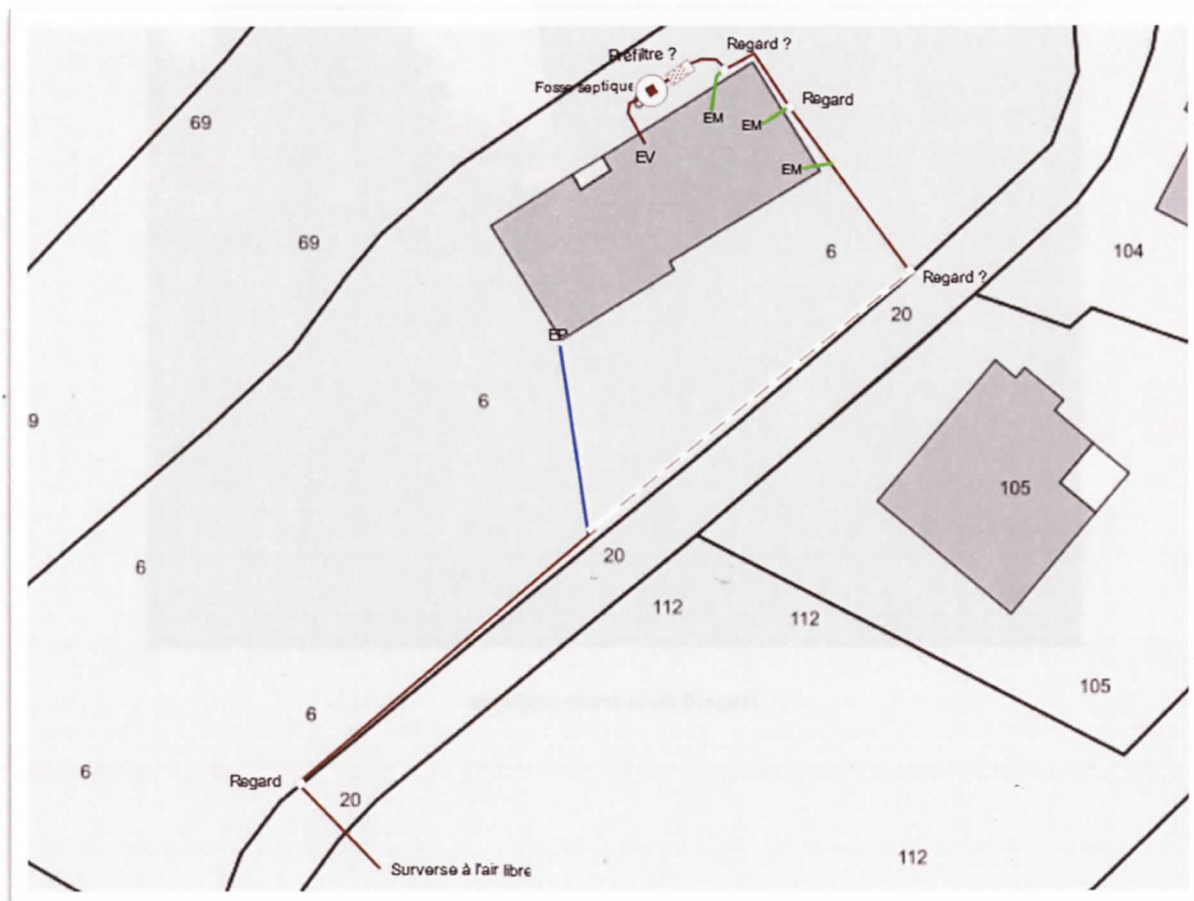 Regard ?
Préfiltre ?
Fosse septique
Regard
69
EM
EM
EV
EM
69
6
104
Regard ?
20
EP
6
9
105
20
6
112
112
105
6
6
Regard
20
112
Surverse à l'air libre